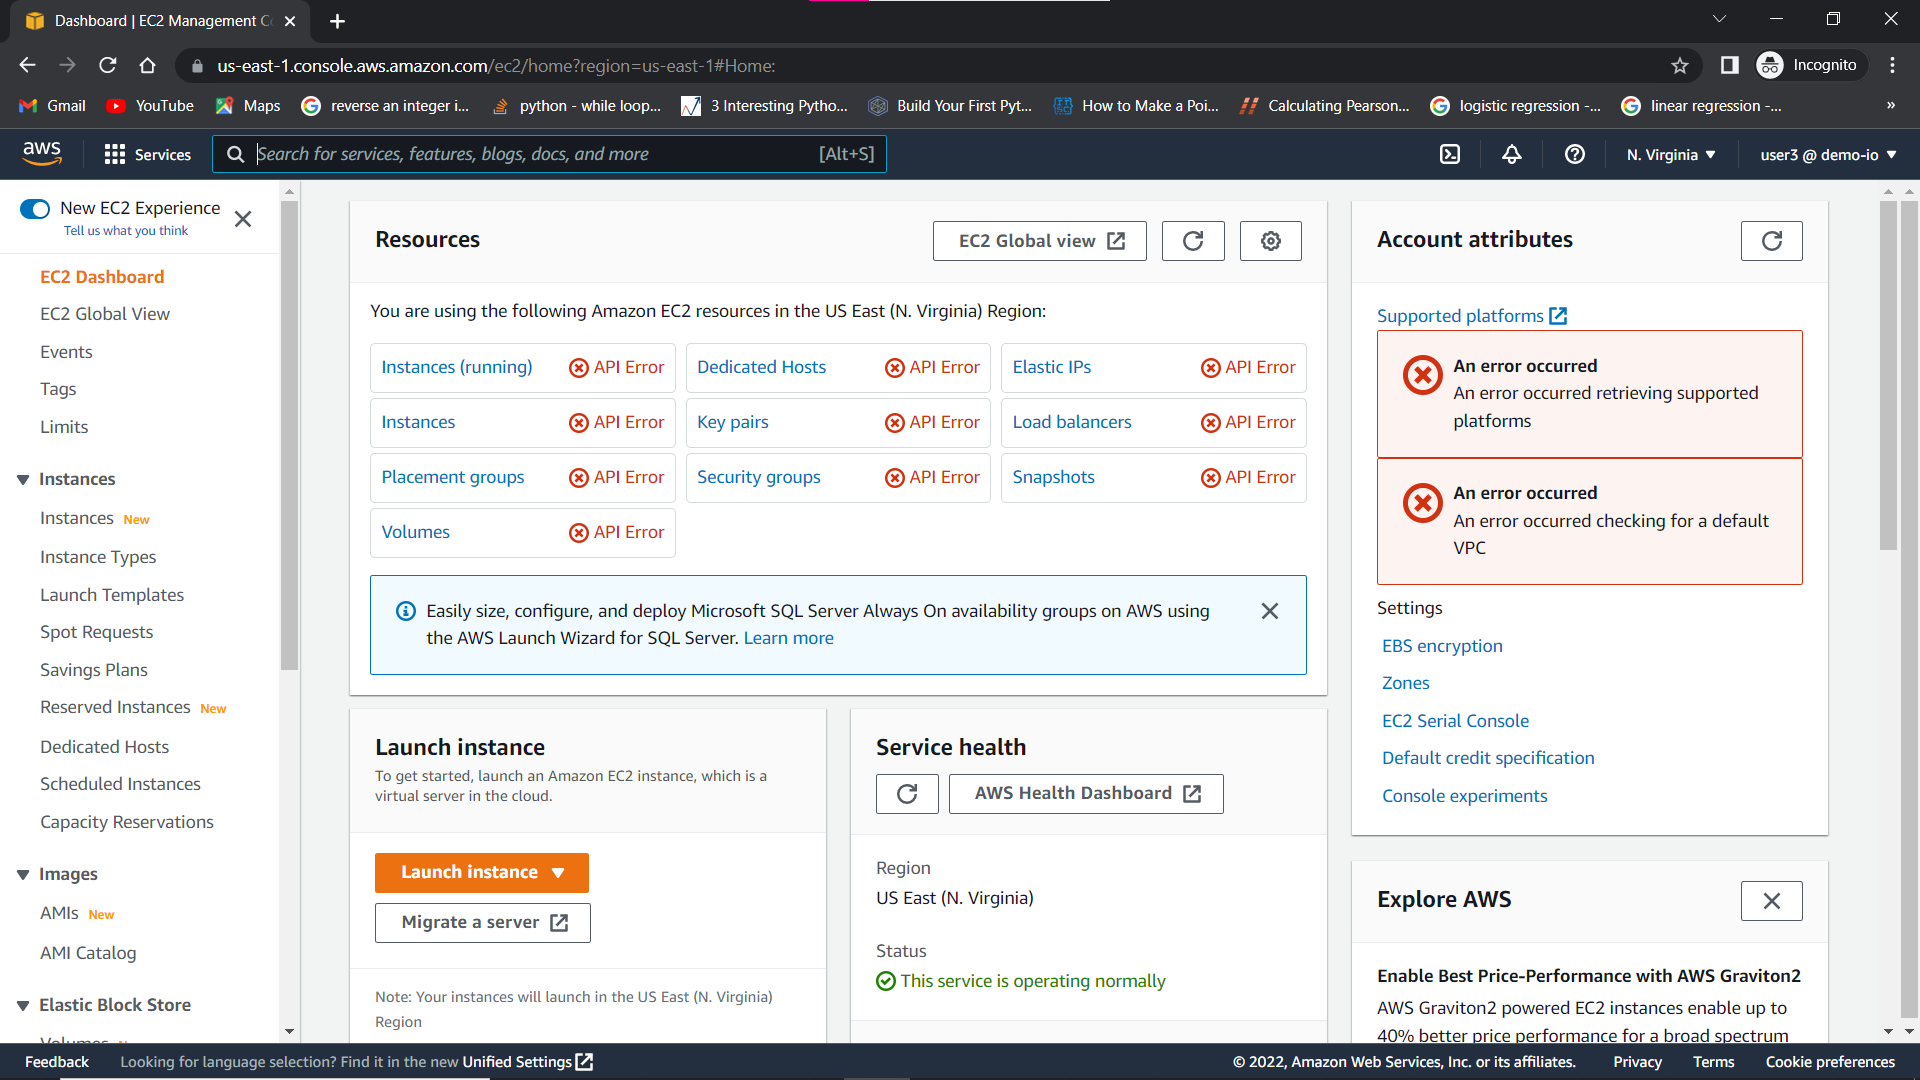 Dashboard | EC2 Management Co
us-east-1.console.aws.amazon.com/ec2/home?region=us-east-1#Home:
Incognito
Gmail
YouTube
Maps
reverse an integer i...
python - while loop...
3 Interesting Pytho...
Build Your First Pyt...
How to Make a Poi...
Calculating Pearson...
logistic regression -...
linear regression -...
»
aws
Services
Search for services, features, blogs, docs, and more
[Alt+S]
N. Virginia
user3 @ demo-io
New EC2 Experience
Tell us what you think
EC2 Dashboard
EC2 Global View
Events
Tags
Limits
Instances
Instances New
Instance Types
Launch Templates
Spot Requests
Savings Plans
Reserved Instances New
Dedicated Hosts
Scheduled Instances
Capacity Reservations
Images
AMIs New
AMI Catalog
Elastic Block Store
Volumes
Resources
EC2 Global view
You are using the following Amazon EC2 resources in the US East (N. Virginia) Region:
Instances (running) API Error
Dedicated Hosts API Error
Elastic IPs API Error
Instances API Error
Key pairs API Error
Load balancers API Error
Placement groups API Error
Security groups API Error
Snapshots API Error
Volumes API Error
Easily size, configure, and deploy Microsoft SQL Server Always On availability groups on AWS using
the AWS Launch Wizard for SQL Server. Learn more
Launch instance
To get started, launch an Amazon EC2 instance, which is a
virtual server in the cloud.
Launch instance
Migrate a server
Note: Your instances will launch in the US East (N. Virginia)
Region
Service health
AWS Health Dashboard
Region
US East (N. Virginia)
Status
This service is operating normally
Account attributes
Supported platforms
An error occurred
An error occurred retrieving supported
platforms
An error occurred
An error occurred checking for a default
VPC
Settings
EBS encryption
Zones
EC2 Serial Console
Default credit specification
Console experiments
Explore AWS
Enable Best Price-Performance with AWS Graviton2
AWS Graviton2 powered EC2 instances enable up to
40% better price performance for a broad spectrum
Feedback
Looking for language selection? Find it in the new Unified Settings
© 2022, Amazon Web Services, Inc. or its affiliates.
Privacy
Terms
Cookie preferences